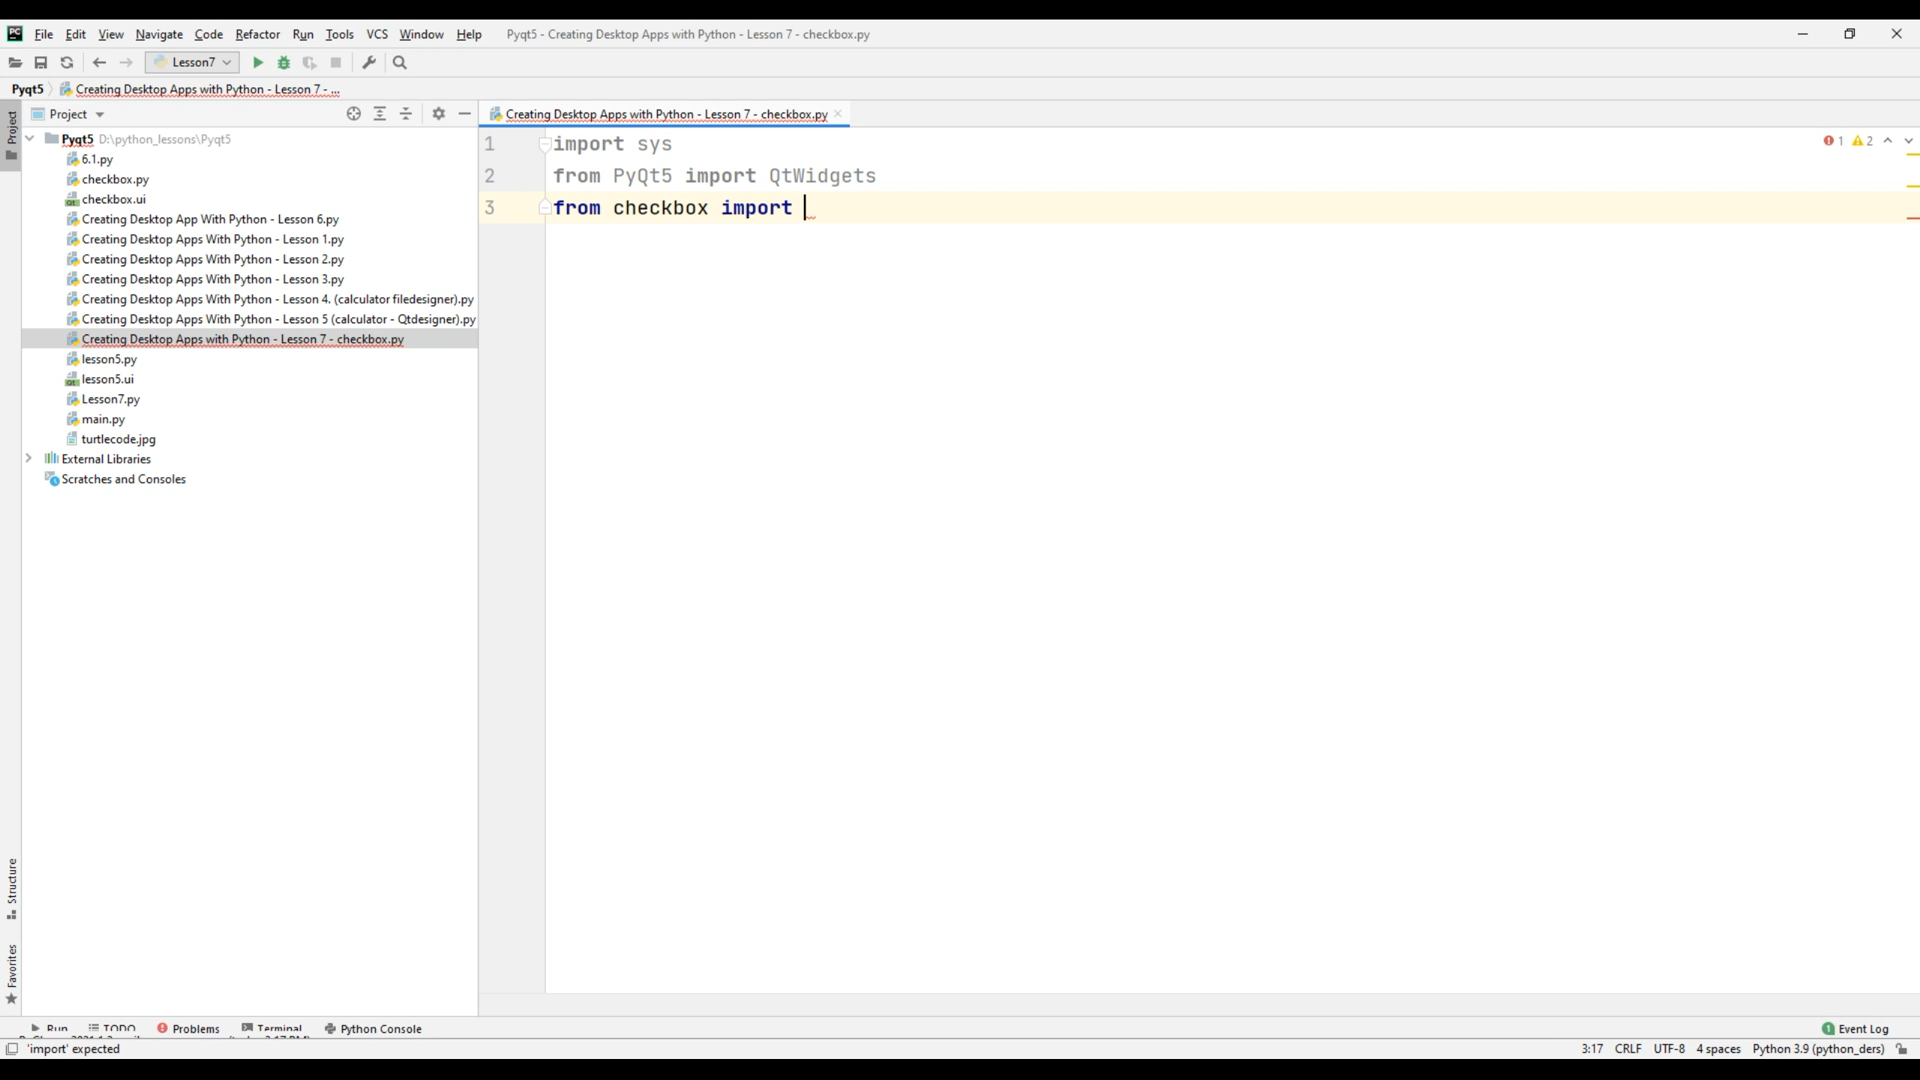 File Edit View Navigate Code Refactor Run Tools VCS Window Help Pyqt5 - Creating Desktop Apps with Python - Lesson 7 - checkbox.py
Lesson7
Pyqt5 Creating Desktop Apps with Python - Lesson 7 - ...
Project
Creating Desktop Apps with Python - Lesson 7 - checkbox.py
Project
Pyqt5 D:\python_lessons\Pyqt5
6.1.py
checkbox.py
checkbox.ui
Creating Desktop App With Python - Lesson 6.py
Creating Desktop Apps With Python - Lesson 1.py
Creating Desktop Apps With Python - Lesson 2.py
Creating Desktop Apps With Python - Lesson 3.py
Creating Desktop Apps With Python - Lesson 4. (calculator filedesigner).py
Creating Desktop Apps With Python - Lesson 5 (calculator - Qtdesigner).py
Creating Desktop Apps with Python - Lesson 7 - checkbox.py
lesson5.py
lesson5.ui
Lesson7.py
main.py
turtlecode.jpg
External Libraries
Scratches and Consoles
1 import sys
2 from PyQt5 import QtWidgets
3 from checkbox import
1 2
Structure
Favorites
Run TODO Problems Terminal Python Console
1 Event Log
'import' expected
3:17 CRLF UTF-8 4 spaces Python 3.9 (python_ders)